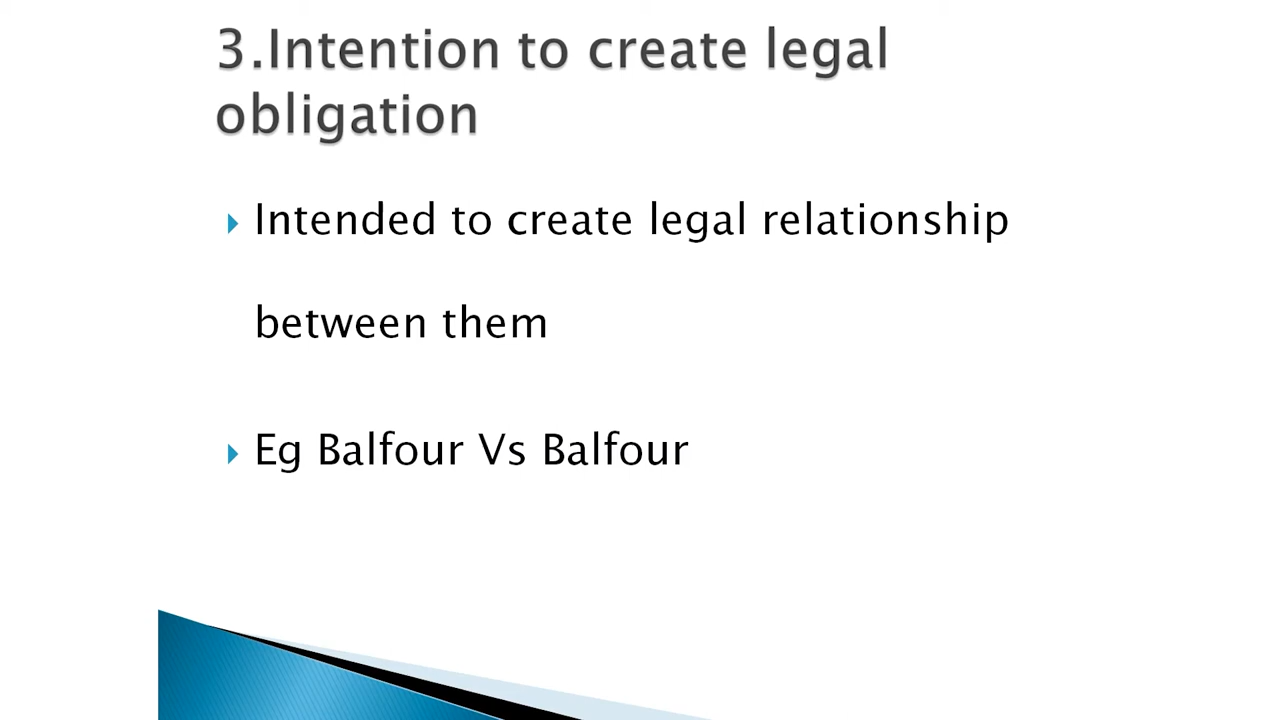 3.Intention to create legal
obligation
Intended to create legal relationship
between them
Eg Balfour Vs Balfour